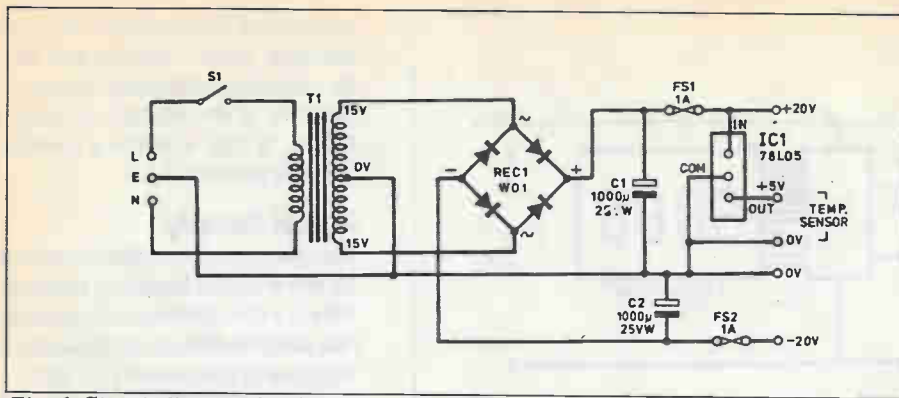 S1
T1
15V
0V
15V
L
E
N
~
-
REC1
W01
+
~
C1
1000µ
25VW
FS1
1A
+20V
IN
IC1
78L05
COM
+5V
OUT
TEMP.
SENSOR
0V
0V
C2
1000µ
25VW
FS2
1A
-20V